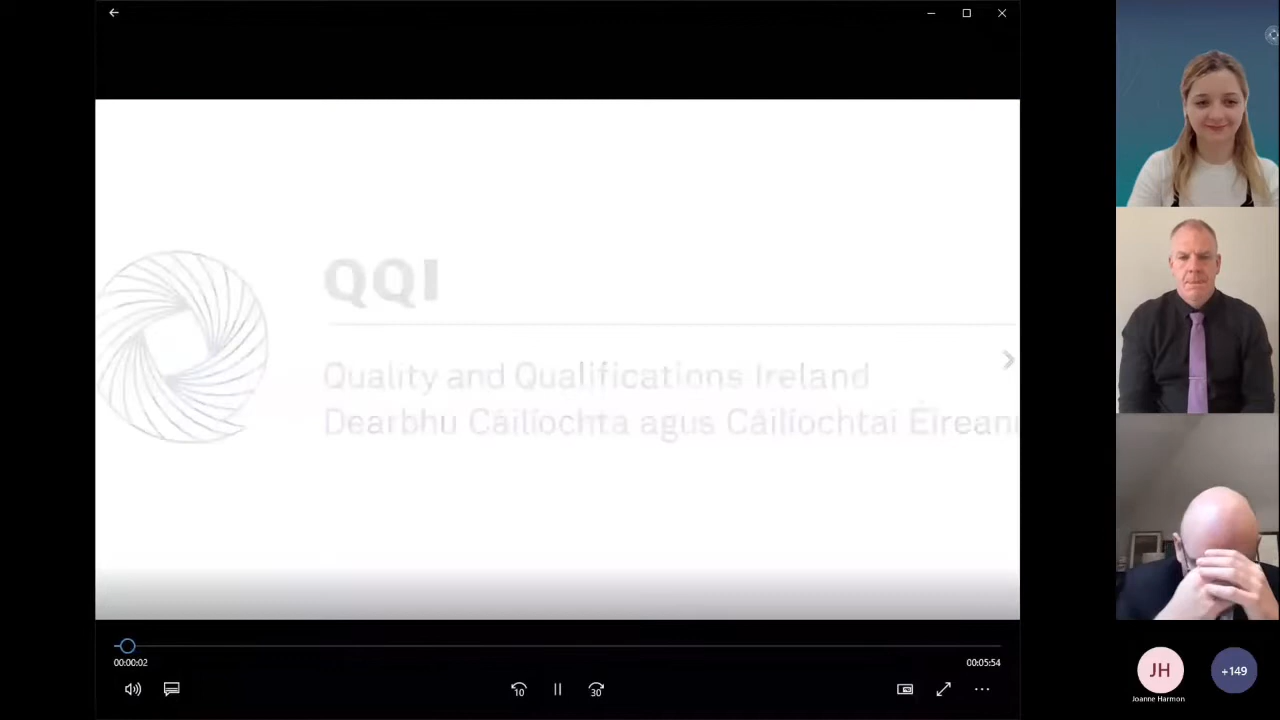 QQI
Quality and Qualifications Ireland
Dearbhú Cáilíochta agus Cáilíochtaí Éireann
00:00:02
00:05:54
10
30
JH
+149
Joanne Harmon